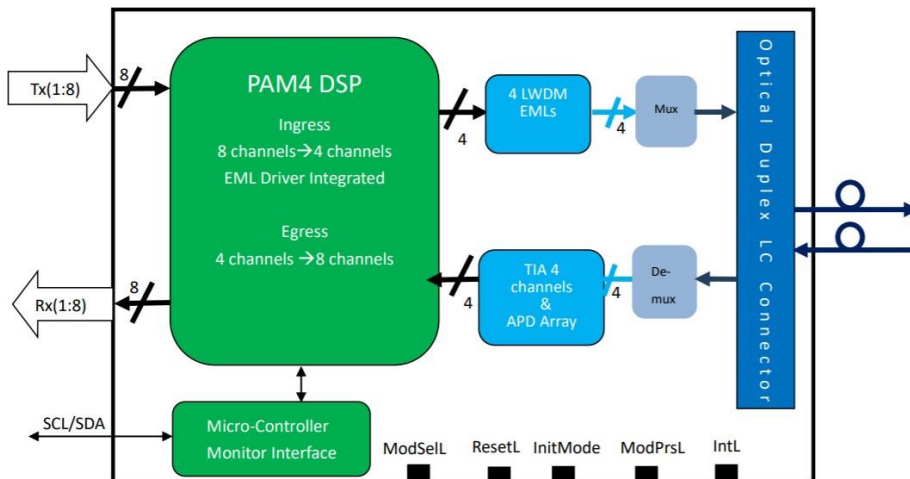 Tx(1:8)
8
PAM4 DSP
Ingress
8 channels→4 channels
EML Driver Integrated
Egress
4 channels →8 channels
4
4 LWDM
EMLs
4
Mux
Optical Duplex LC Connector
Rx(1:8)
8
4
TIA 4
channels
&
APD Array
4
De-
mux
SCL/SDA
Micro-Controller
Monitor Interface
ModSelL
ResetL
InitMode
ModPrsL
IntL